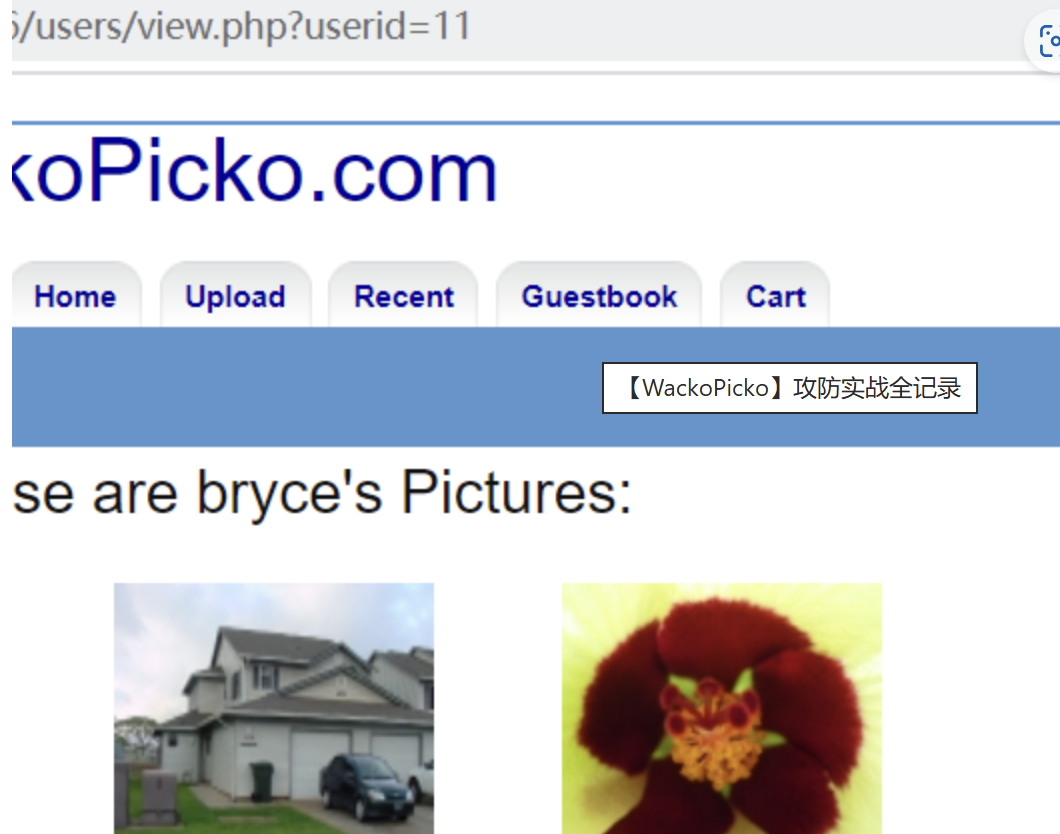 6/users/view.php?userid=11
koPicko.com
Home Upload Recent Guestbook Cart
【WackoPicko】攻防实战全记录
se are bryce's Pictures: